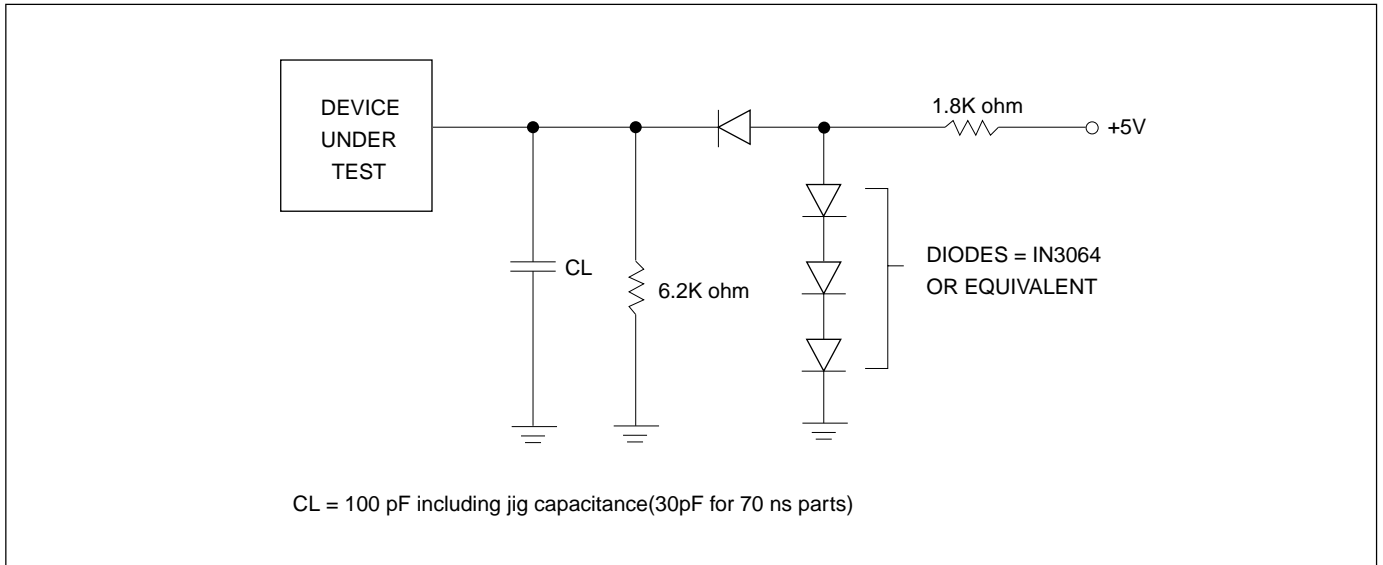 DEVICE
UNDER
TEST
1.8K ohm
+5V
CL
6.2K ohm
DIODES = IN3064
OR EQUIVALENT
CL = 100 pF including jig capacitance(30pF for 70 ns parts)